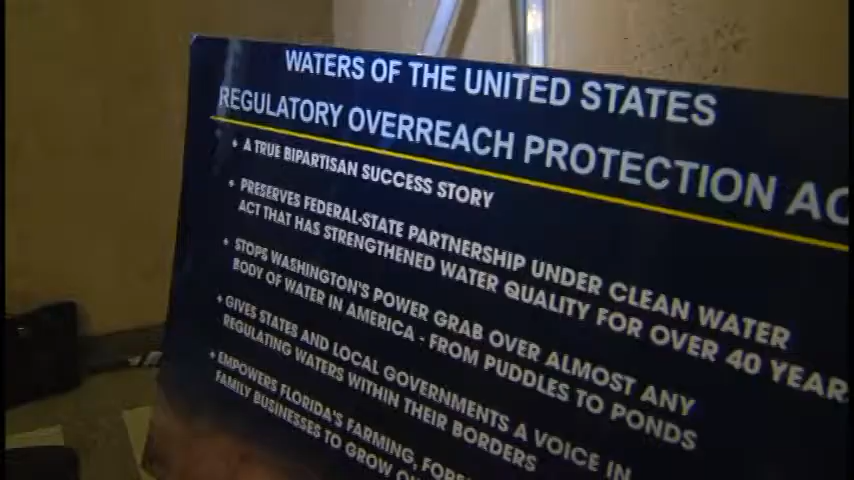 WATERS OF THE UNITED STATES
REGULATORY OVERREACH PROTECTION AC
• A TRUE BIPARTISAN SUCCESS STORY
• PRESERVES FEDERAL-STATE PARTNERSHIP UNDER CLEAN WATER
ACT THAT HAS STRENGTHENED WATER QUALITY FOR OVER 40 YEARS
• STOPS WASHINGTON'S POWER GRAB OVER ALMOST ANY
BODY OF WATER IN AMERICA - FROM PUDDLES TO PONDS
• GIVES STATES AND LOCAL GOVERNMENTS A VOICE IN
REGULATING WATERS WITHIN THEIR BORDERS
• EMPOWERS FLORIDA'S FARMING,
FAMILY BUSINESSES TO GROW